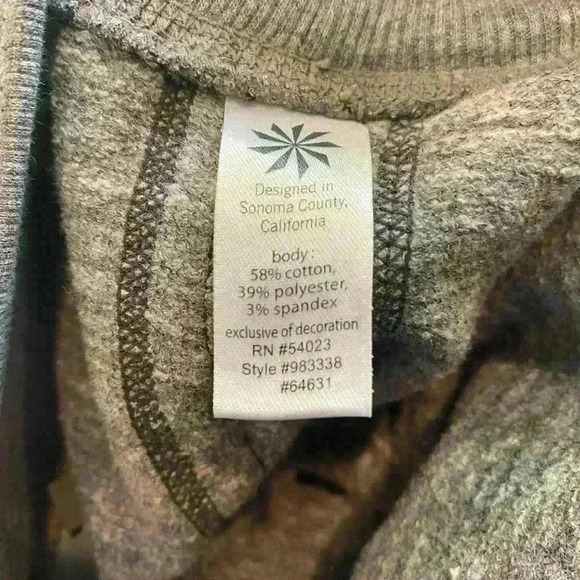 Designed in
Sonoma County,
California
body:
58% cotton,
39% polyester,
3% spandex
exclusive of decoration
RN #54023
Style #983338
#64631